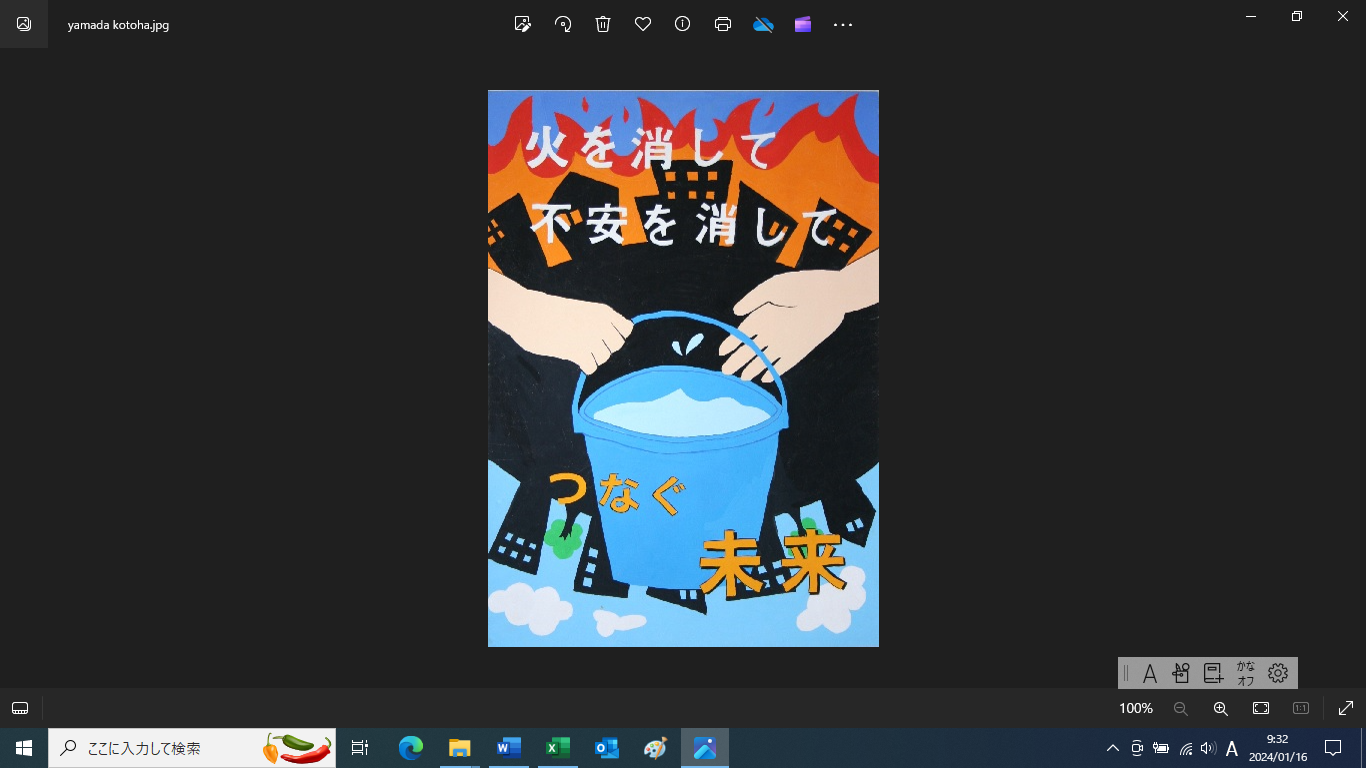 yamada kotoha.jpg
火を消して
不安を消して
つなぐ
未来
A
かな
オフ
100%
1:1
ここに入力して検索
A
9:32
2024/01/16